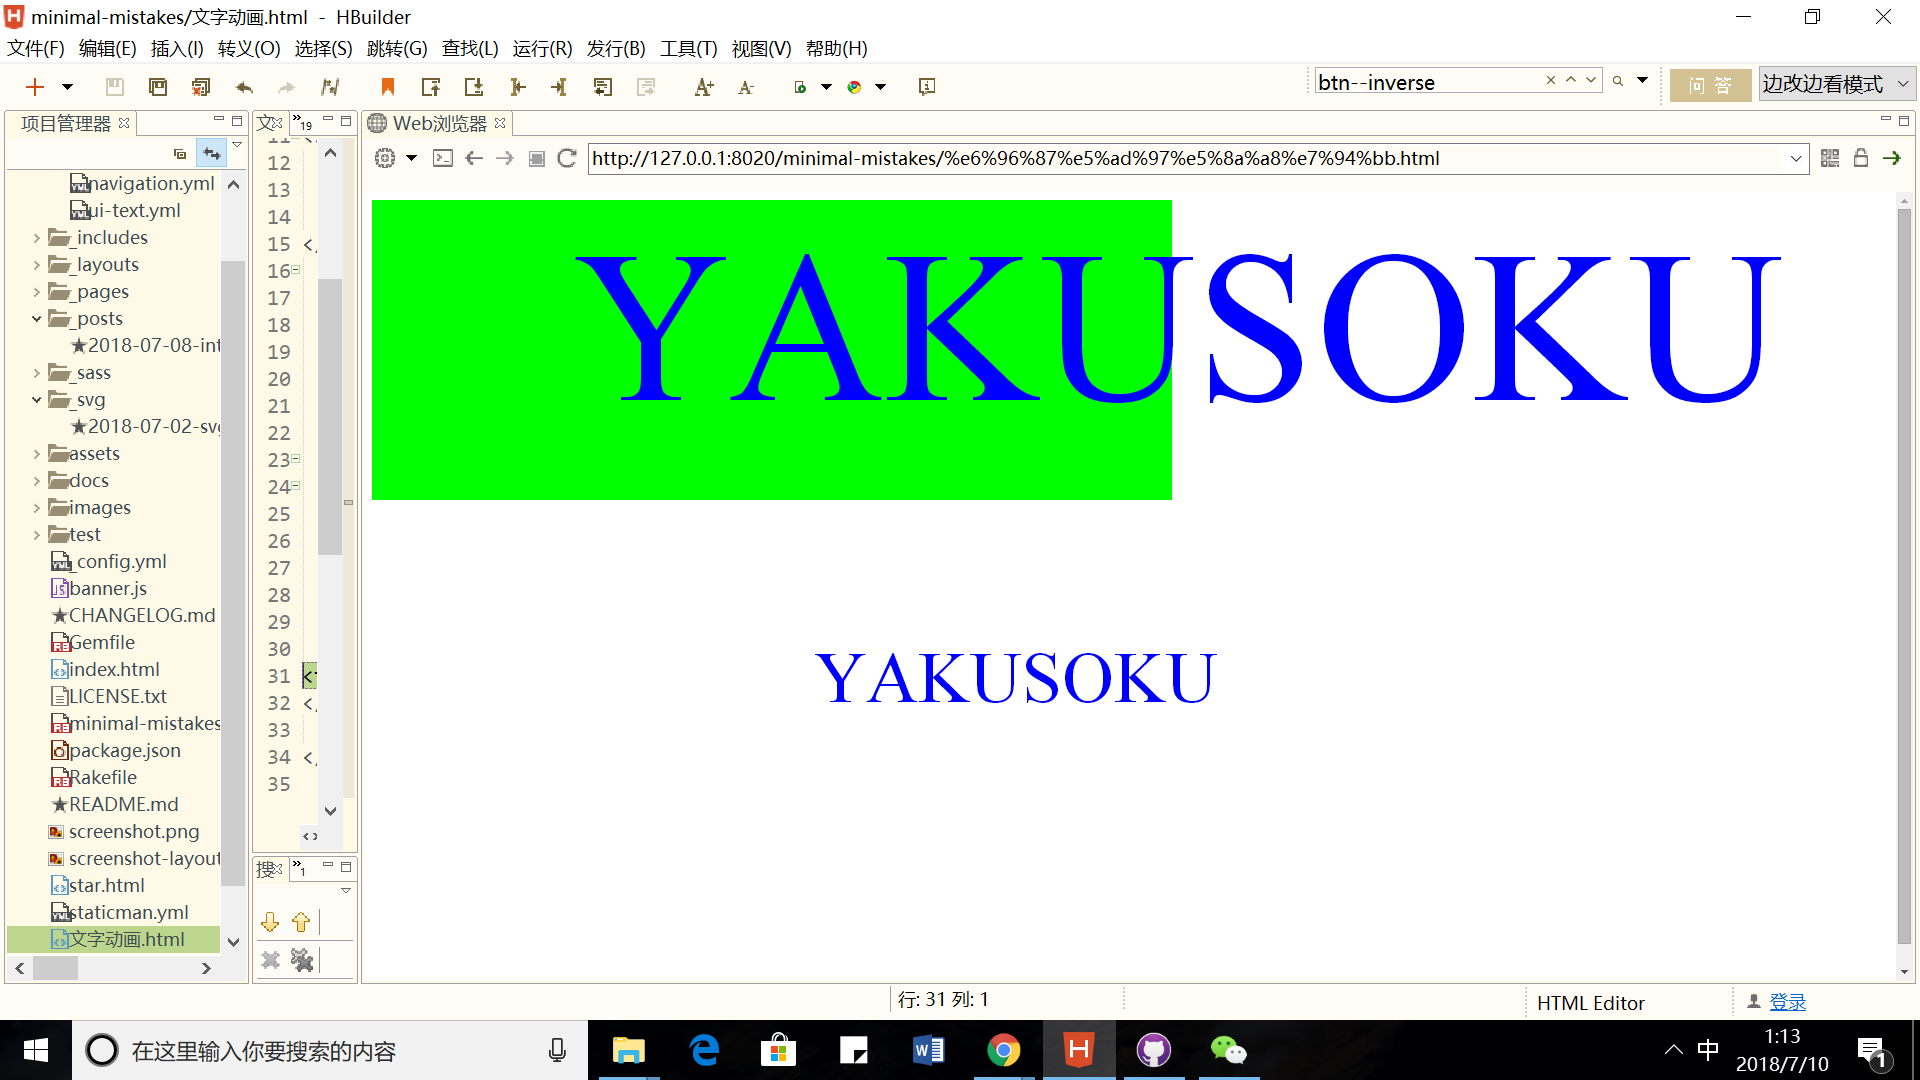 minimal-mistakes/文字动画.html - HBuilder
文件(F) 编辑(E) 插入(I) 转义(O) 选择(S) 跳转(G) 查找(L) 运行(R) 发行(B) 工具(T) 视图(V) 帮助(H)
btn--inverse
问 答
边改边看模式
项目管理器
navigation.yml
ui-text.yml
_includes
_layouts
_pages
_posts
2018-07-08-int
_sass
_svg
2018-07-02-svg
assets
docs
images
test
_config.yml
banner.js
CHANGELOG.md
Gemfile
index.html
LICENSE.txt
minimal-mistakes
package.json
Rakefile
README.md
screenshot.png
screenshot-layout
star.html
staticman.yml
文字动画.html
文
19
11
12
13
14
15 </
16
17
18
19
20
21
22
23
24
25
26
27
28
29
30
31 <
32 </
33
34 </
35
搜
1
Web浏览器
http://127.0.0.1:8020/minimal-mistakes/%e6%96%87%e5%ad%97%e5%8a%a8%e7%94%bb.html
YAKUSOKU
YAKUSOKU
行: 31 列: 1
HTML Editor
登录
在这里输入你要搜索的内容
中
1:13
2018/7/10
1